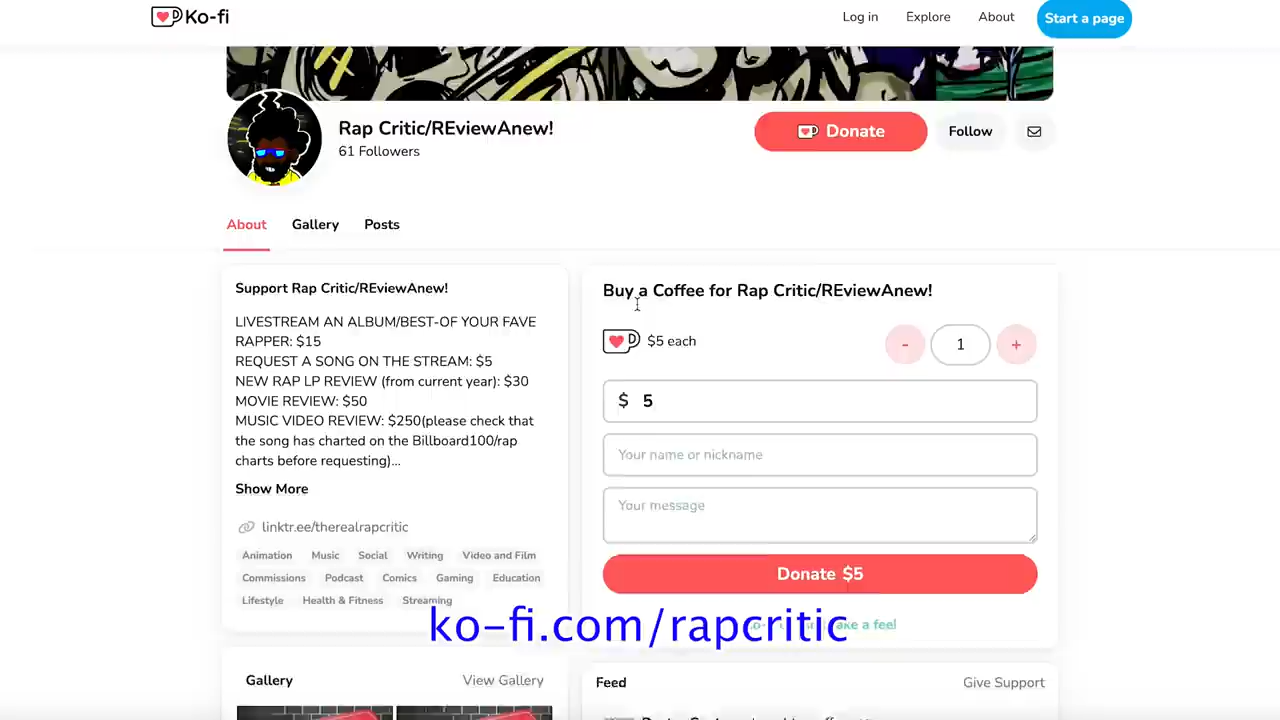 Ko-fi
Log in
Explore
About
Start a page
Rap Critic/REviewAnew!
61 Followers
Donate
Follow
About
Gallery
Posts
Support Rap Critic/REviewAnew!
LIVESTREAM AN ALBUM/BEST-OF YOUR FAVE
RAPPER: $15
REQUEST A SONG ON THE STREAM: $5
NEW RAP LP REVIEW (from current year): $30
MOVIE REVIEW: $50
MUSIC VIDEO REVIEW: $250(please check that
the song has charted on the Billboard100/rap
charts before requesting)...
Show More
linktr.ee/therealrapcritic
Animation Music Social Writing Video and Film
Commissions Podcast Comics Gaming Education
Lifestyle Health & Fitness Streaming
Buy a Coffee for Rap Critic/REviewAnew!
$5 each
- 1 +
$ 5
Your name or nickname
Your message
Donate $5
a fee!
ko-fi.com/rapcritic
Gallery
View Gallery
Feed
Give Support